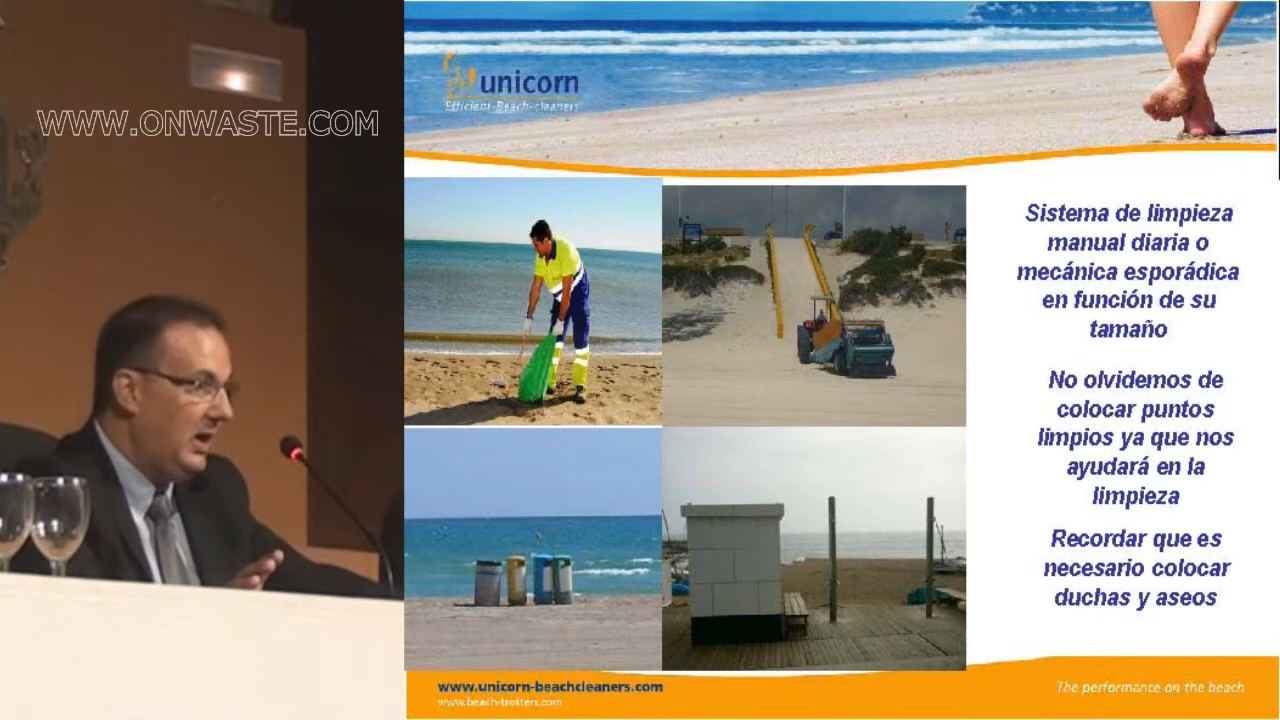 WWW.ONWASTE.COM
unicorn
Efficient-Beach-cleaners
Sistema de limpieza
manual diaria o
mecánica esporádica
en función de su
tamaño
No olvidemos de
colocar puntos
limpios ya que nos
ayudará en la
limpieza
Recordar que es
necesario colocar
duchas y aseos
www.unicorn-beachcleaners.com
www.beach-trotters.com
The performance on the beach